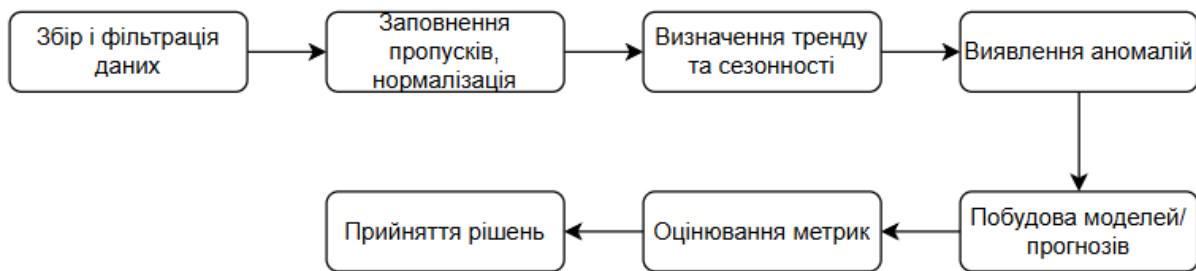 Збір і фільтрація
даних
Заповнення
пропусків,
нормалізація
Визначення тренду
та сезонності
Виявлення аномалій
Побудова моделей/
прогнозів
Оцінювання метрик
Прийняття рішень